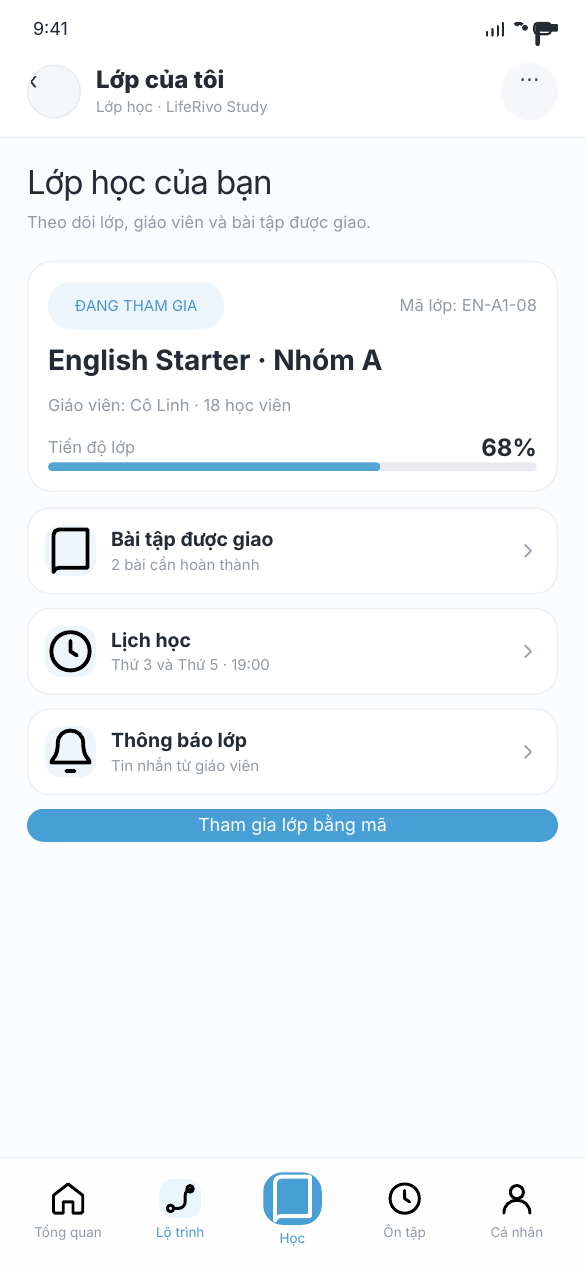 9:41
Lớp của tôi
Lớp học · LifeRivo Study
Lớp học của bạn
Theo dõi lớp, giáo viên và bài tập được giao.
ĐANG THAM GIA
Mã lớp: EN-A1-08
English Starter · Nhóm A
Giáo viên: Cô Linh · 18 học viên
Tiến độ lớp
68%
Bài tập được giao
2 bài cần hoàn thành
Lịch học
Thứ 3 và Thứ 5 · 19:00
Thông báo lớp
Tin nhắn từ giáo viên
Tham gia lớp bằng mã
Tổng quan
Lộ trình
Học
Ôn tập
Cá nhân